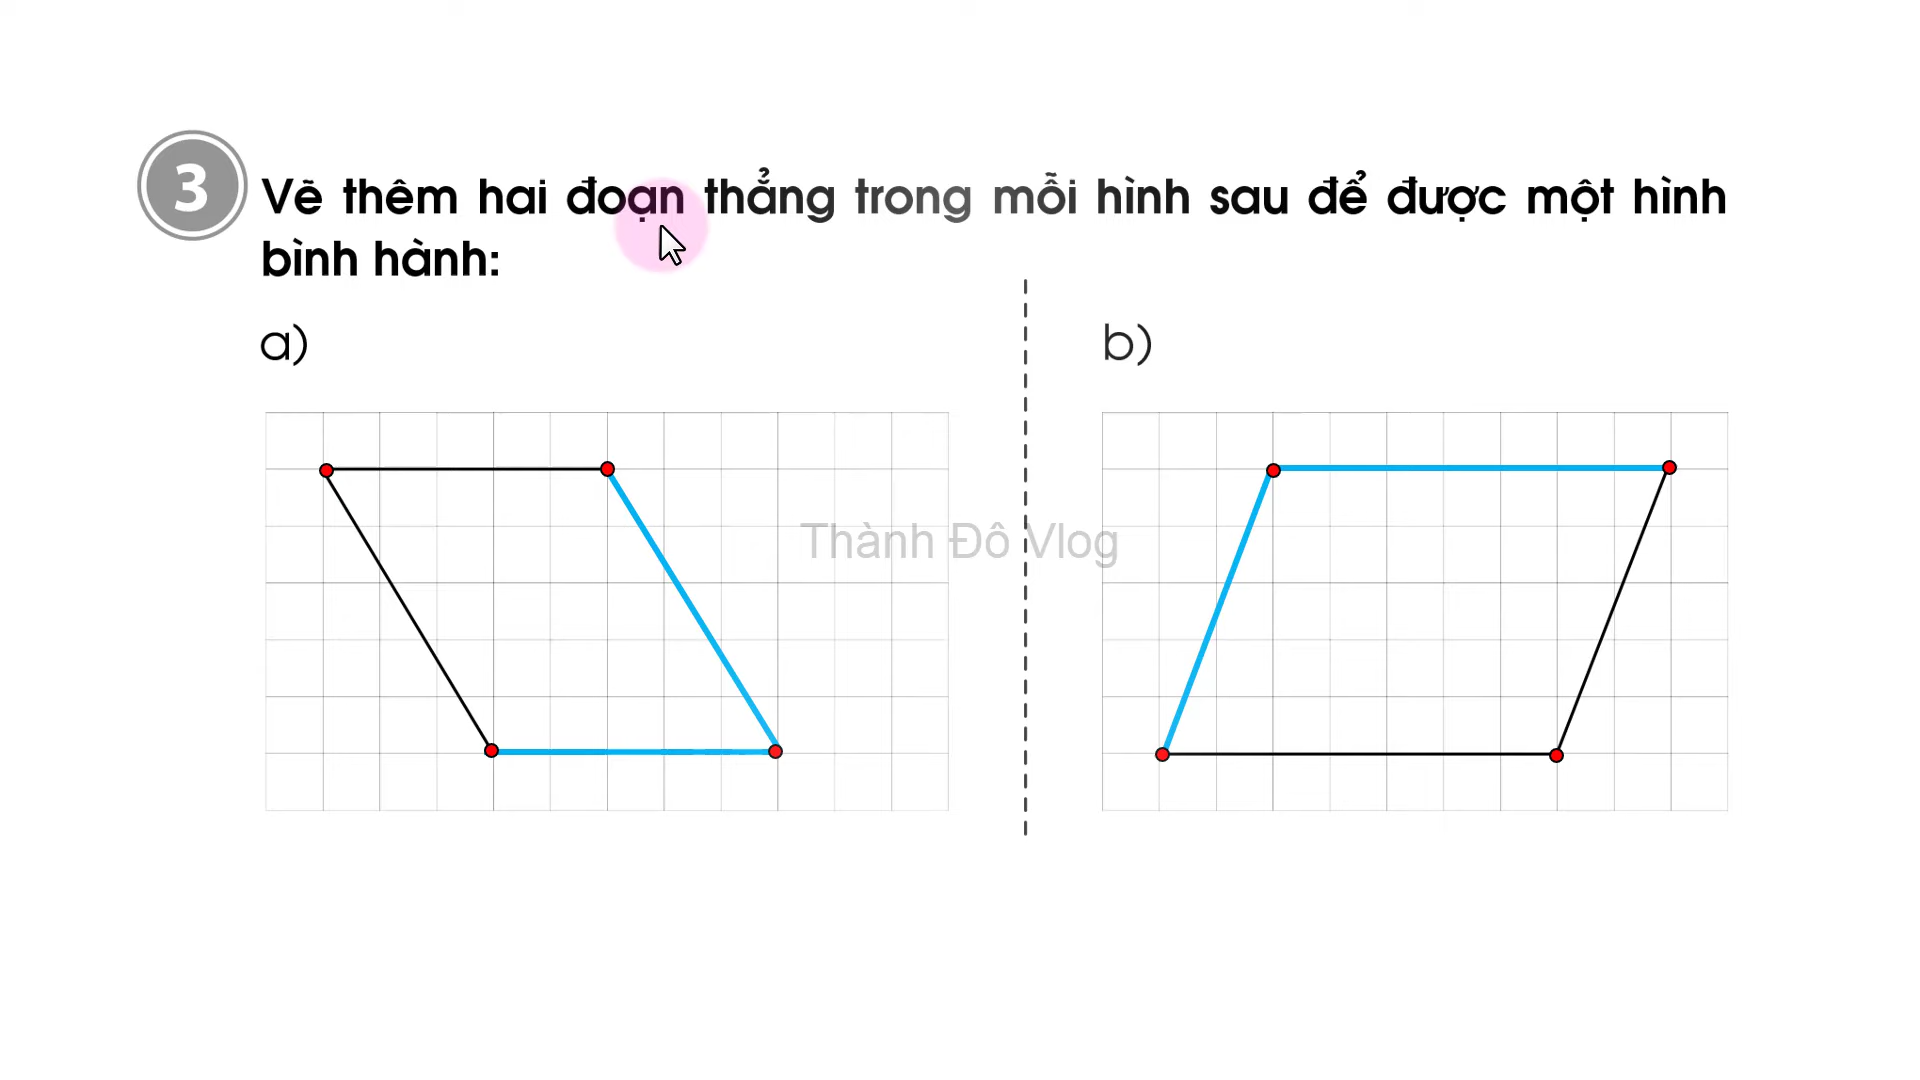 3
Vẽ thêm hai đoạn thẳng trong mỗi hình sau để được một hình
bình hành:
a)
b)
Thành Đô Vlog